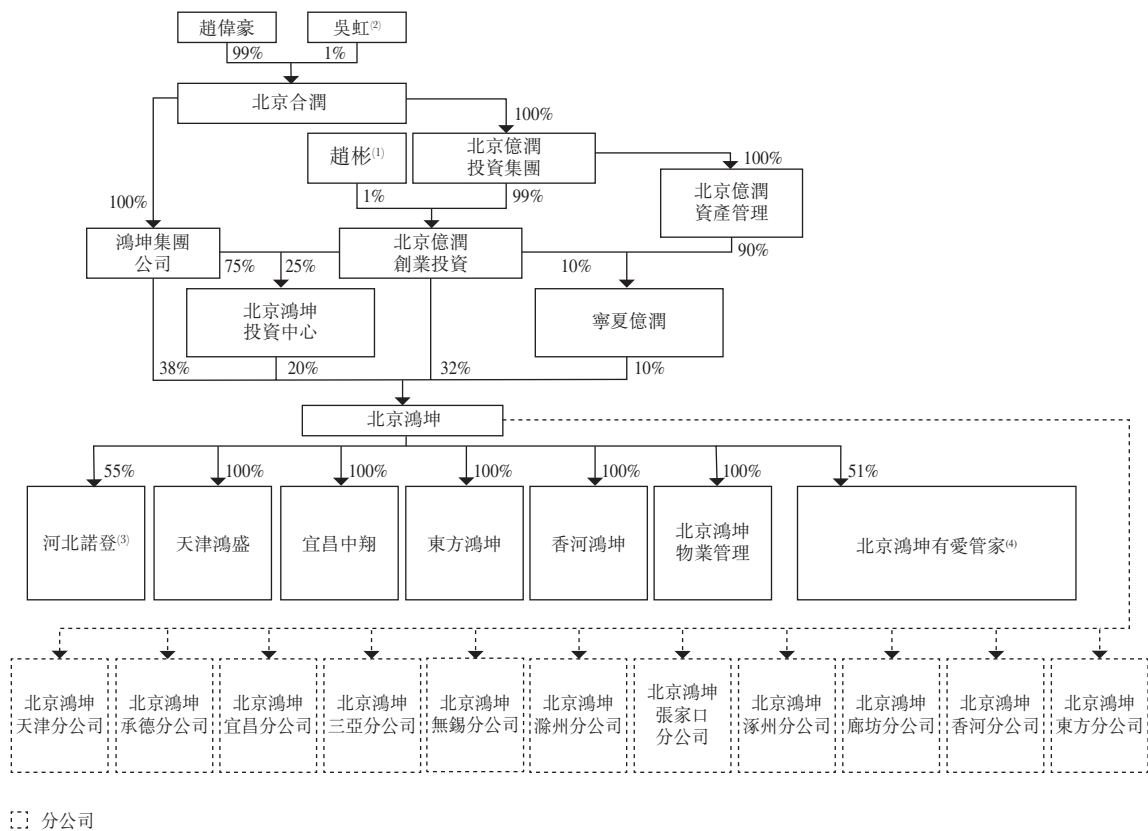 趙偉豪
吳虹(2)
99%
1%
北京合潤
100%
趙彬(1)
北京億潤
投資集團
100%
北京億潤
資產管理
1%
99%
100%
鴻坤集團
公司
75%
25%
北京億潤
創業投資
10%
90%
北京鴻坤
投資中心
寧夏億潤
38%
20%
32%
10%
北京鴻坤
55%
100%
100%
100%
100%
100%
51%
河北諾登(3)
天津鴻盛
宜昌中翔
東方鴻坤
香河鴻坤
北京鴻坤
物業管理
北京鴻坤有愛管家(4)
北京鴻坤
天津分公司
北京鴻坤
承德分公司
北京鴻坤
宜昌分公司
北京鴻坤
三亞分公司
北京鴻坤
無錫分公司
北京鴻坤
滁州分公司
北京鴻坤
張家口
分公司
北京鴻坤
涿州分公司
北京鴻坤
廊坊分公司
北京鴻坤
香河分公司
北京鴻坤
東方分公司
分公司